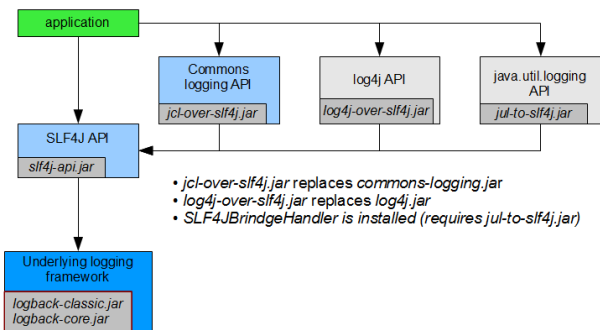 application
Commons
logging API
jcl-over-slf4j.jar
log4j API
log4j-over-slf4j.jar
java.util.logging
API
jul-to-slf4j.jar
SLF4J API
slf4j-api.jar
• jcl-over-slf4j.jar replaces commons-logging.jar
• log4j-over-slf4j.jar replaces log4j.jar
• SLF4JBrindgeHandler is installed (requires jul-to-slf4j.jar)
Underlying logging
framework
logback-classic.jar
logback-core.jar